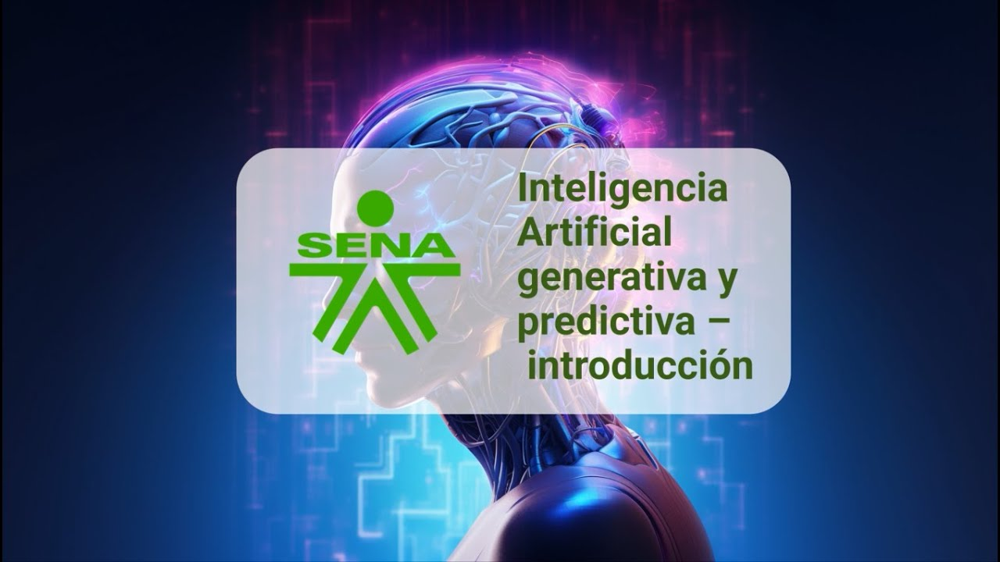 SENA
Inteligencia
Artificial
generativa y
predictiva –
introducción